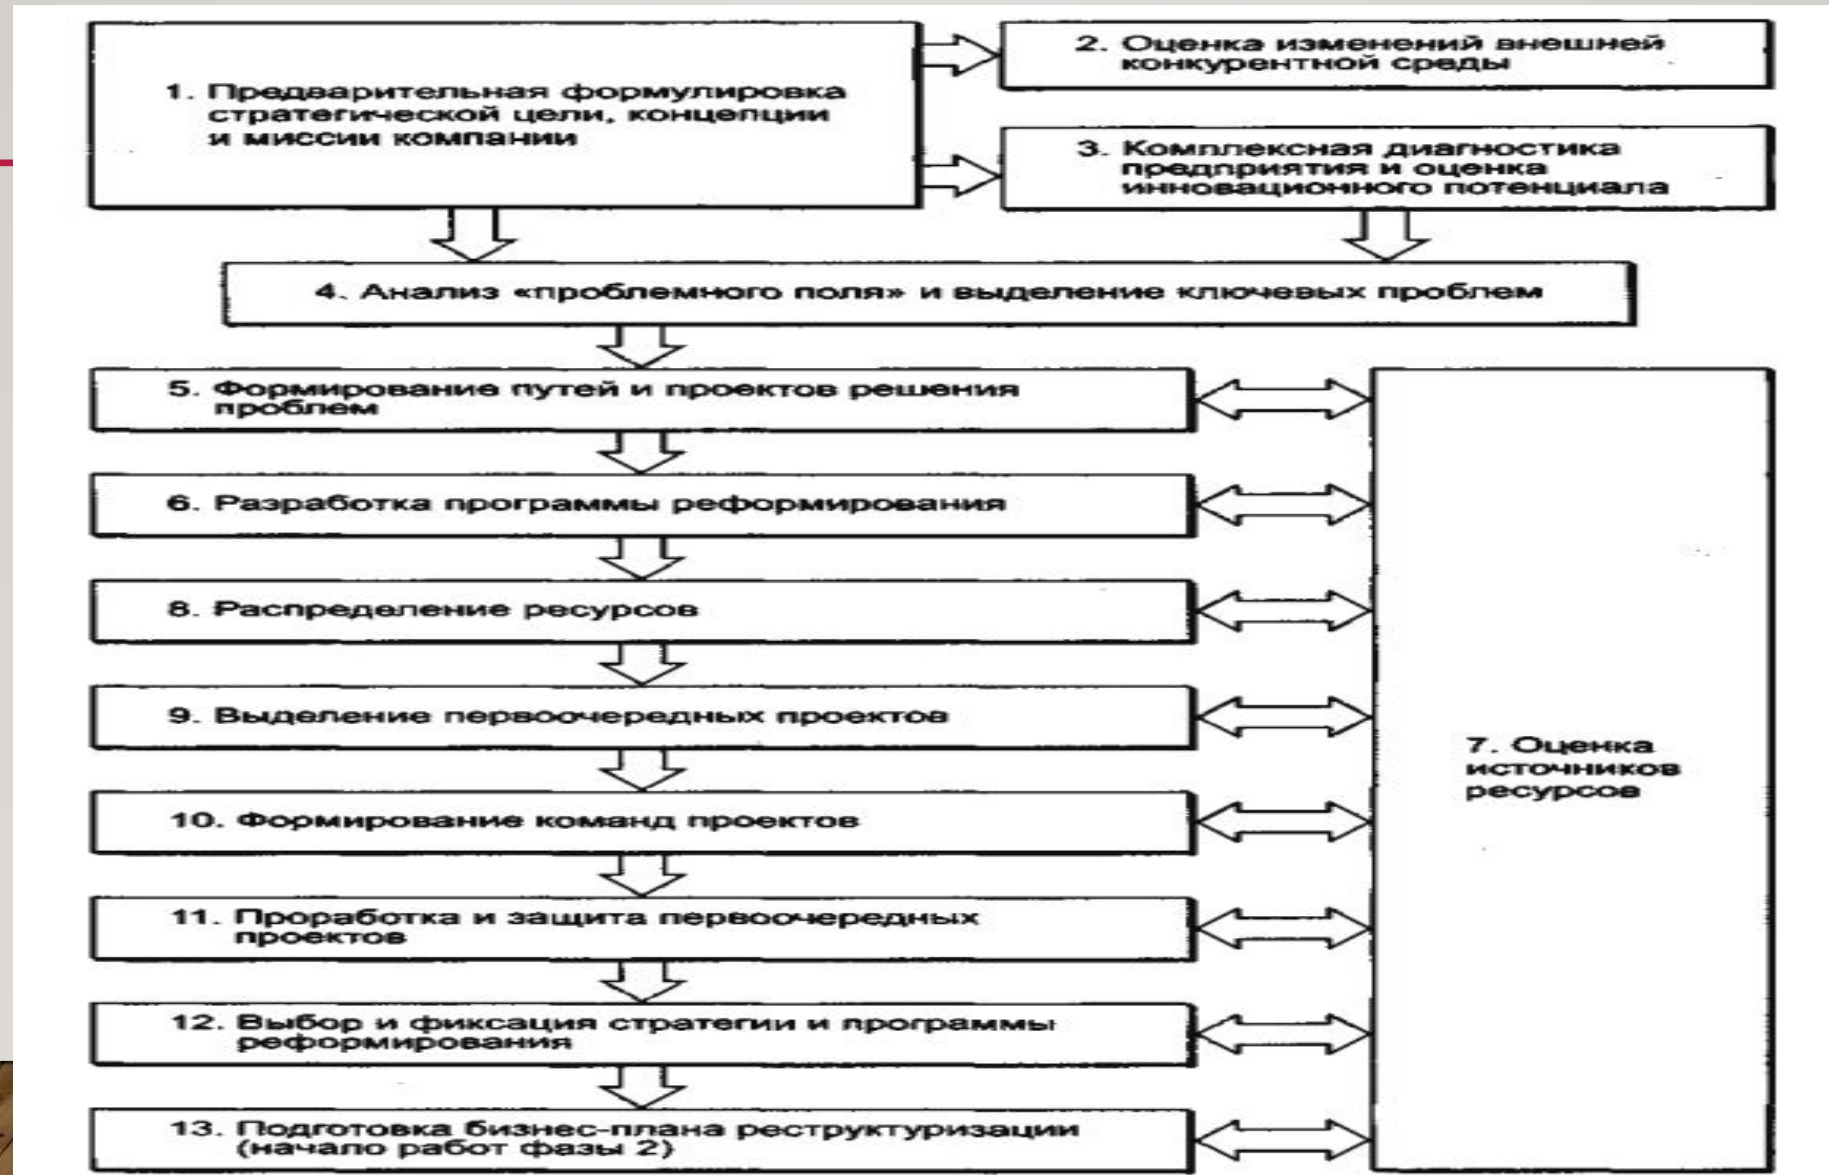 1. Предварительная формулировка
стратегической цели, концепции
и миссии компании
2. Оценка изменений внешней
конкурентной среды
3. Комплексная диагностика
предприятия и оценка
инновационного потенциала
4. Анализ «проблемного поля» и выделение ключевых проблем
5. Формирование путей и проектов решения
проблем
6. Разработка программы реформирования
8. Распределение ресурсов
9. Выделение первоочередных проектов
7. Оценка
источников
ресурсов
10. Формирование команд проектов
11. Проработка и защита первоочередных
проектов
12. Выбор и фиксация стратегии и программы
реформирования
13. Подготовка бизнес-плана реструктуризации
(начало работ фазы 2)